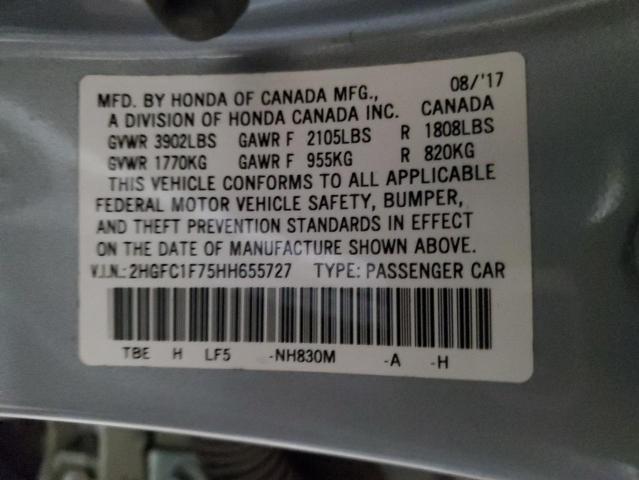 MFD. BY HONDA OF CANADA MFG., 08/'17
A DIVISION OF HONDA CANADA INC. CANADA
GVWR 3902LBS GAWR F 2105LBS R 1808LBS
GVWR 1770KG GAWR F 955KG R 820KG
THIS VEHICLE CONFORMS TO ALL APPLICABLE
FEDERAL MOTOR VEHICLE SAFETY, BUMPER,
AND THEFT PREVENTION STANDARDS IN EFFECT
ON THE DATE OF MANUFACTURE SHOWN ABOVE.
V.I.N.:2HGFC1F75HH655727 TYPE: PASSENGER CAR
TBE H LF5 -NH830M -A -H